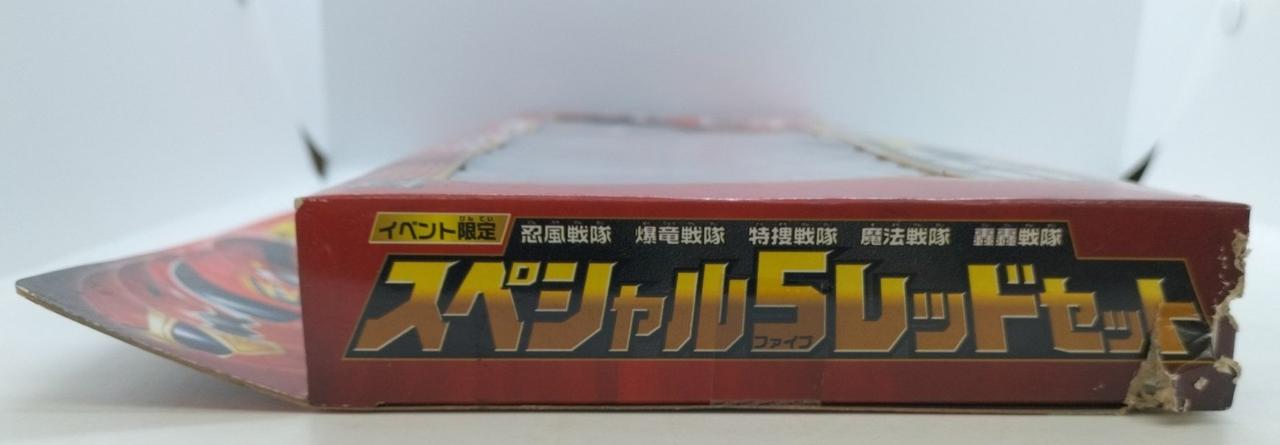 イベント限定 忍風戦隊 爆竜戦隊 特捜戦隊 魔法戦隊 轟轟戦隊
スペシャル5レッドセット
ファイブ